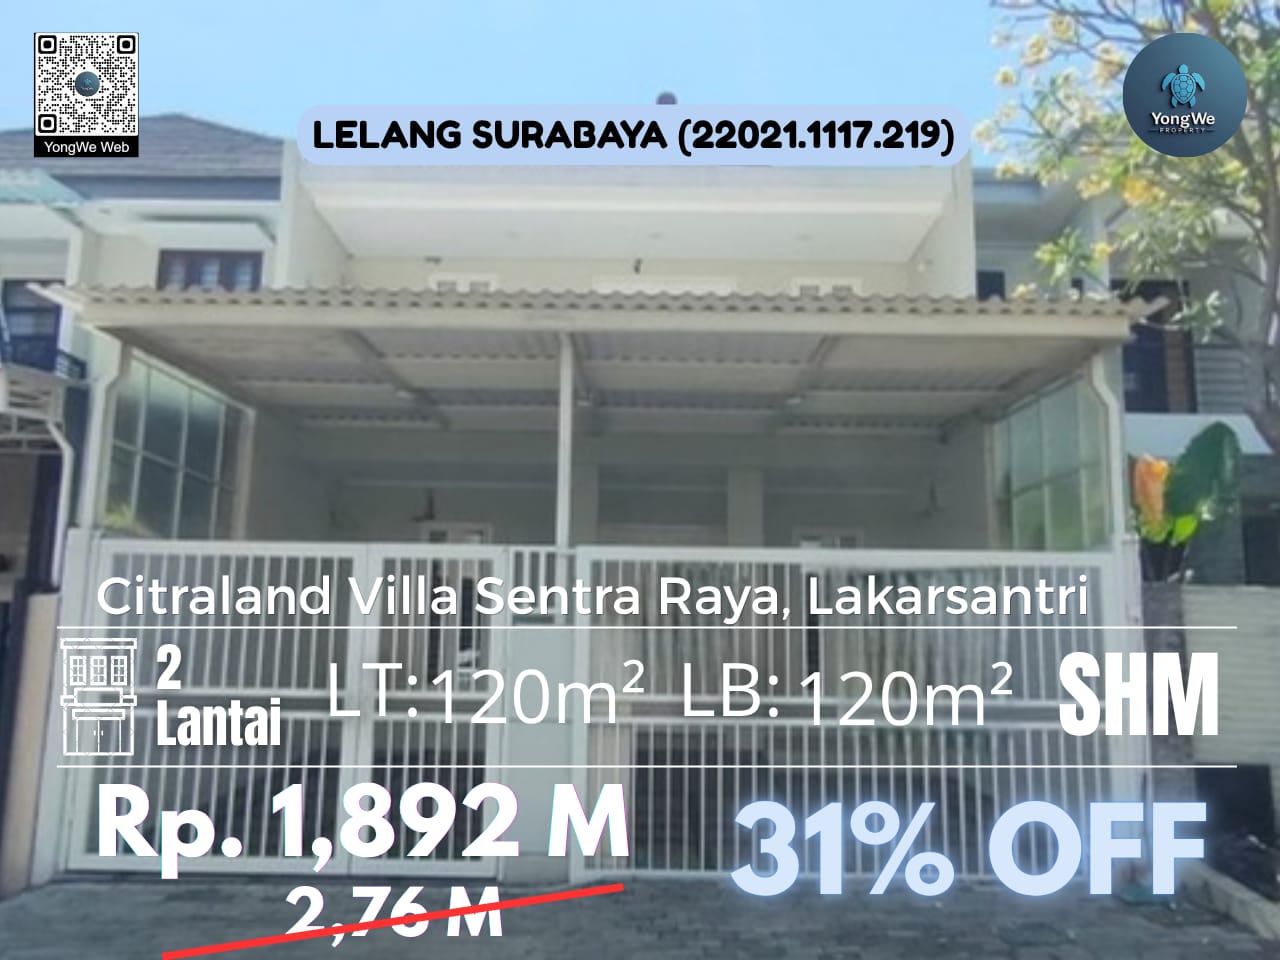 YongWe Web
YongWe
PROPERTY
LELANG SURABAYA (22021.1117.219)
Citraland Villa Sentra Raya, Lakarsantri
2
Lantai
LT:120m² LB:120m² SHM
Rp. 1,892 M
31% OFF
2,76 M